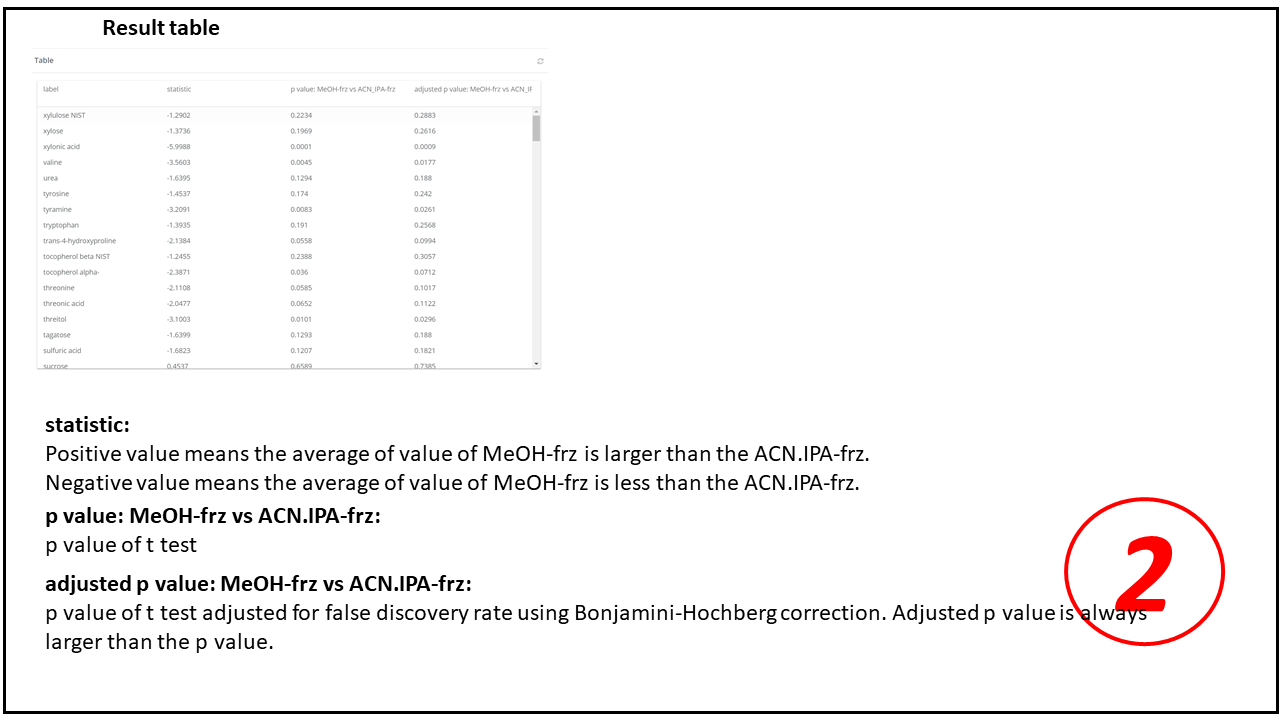 Result table
Table
label statistic p value: MeOH-frz vs ACN_IPA-frz adjusted p value: MeOH-frz vs ACN_IF
xylulose NIST -1.2902 0.2234 0.2883
xylose -1.3736 0.1969 0.2616
xylonic acid -5.9988 0.0001 0.0009
valine -3.5603 0.0045 0.0177
urea -1.6395 0.1294 0.188
tyrosine -1.4537 0.174 0.242
tyramine -3.2091 0.0083 0.0261
tryptophan -1.3935 0.191 0.2568
trans-4-hydroxyproline -2.1384 0.0558 0.0994
tocopherol beta NIST -1.2455 0.2388 0.3057
tocopherol alpha- -2.3871 0.036 0.0712
threonine -2.1108 0.0585 0.1017
threonic acid -2.0477 0.0652 0.1122
threitol -3.1003 0.0101 0.0296
tagatose -1.6399 0.1293 0.188
sulfuric acid -1.6823 0.1207 0.1821
sucrose 0.4537 0.6589 0.7385
statistic:
Positive value means the average of value of MeOH-frz is larger than the ACN.IPA-frz.
Negative value means the average of value of MeOH-frz is less than the ACN.IPA-frz.
p value: MeOH-frz vs ACN.IPA-frz:
p value of t test
adjusted p value: MeOH-frz vs ACN.IPA-frz:
p value of t test adjusted for false discovery rate using Bonjamini-Hochberg correction. Adjusted p value is always
larger than the p value.
2